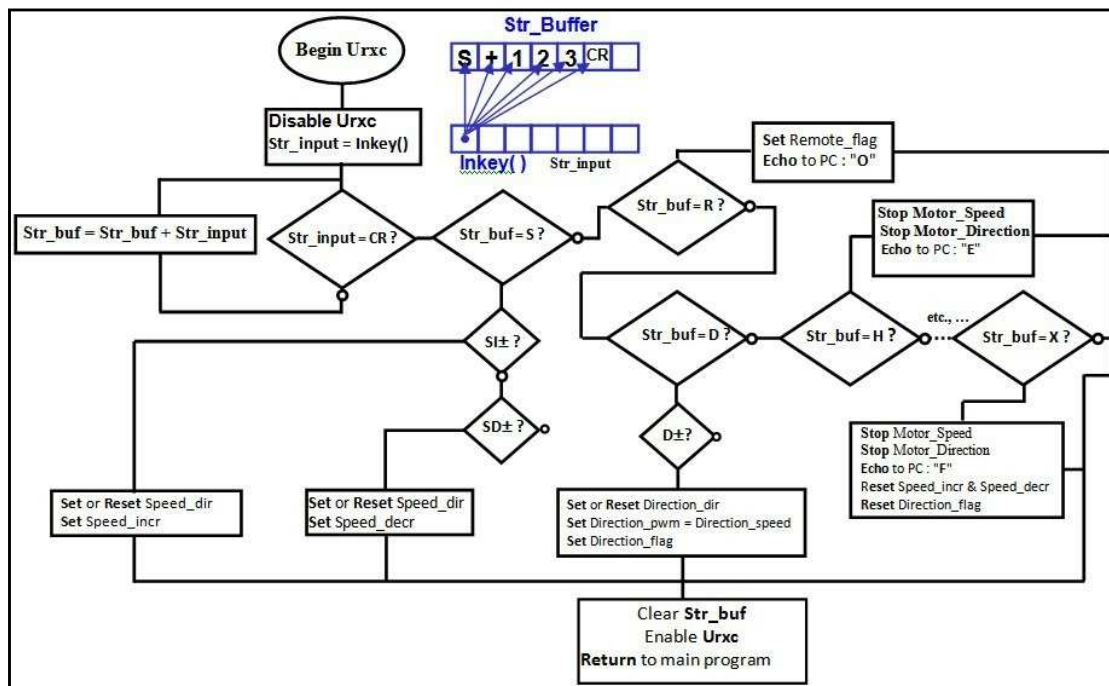 Str_Buffer
S + 1 2 3 CR
Inkey( )
Str_input
Begin Urxc
Disable Urxc
Str_input = Inkey()
Str_buf = Str_buf + Str_input
Str_input = CR ?
Str_buf = S ?
Str_buf = R ?
Set Remote_flag
Echo to PC : "O"
Stop Motor_Speed
Stop Motor_Direction
Echo to PC : "E"
Str_buf = D ?
Str_buf = H ?
etc., ...
Str_buf = X ?
SI± ?
SD± ?
D± ?
Stop Motor_Speed
Stop Motor_Direction
Echo to PC : "F"
Reset Speed_incr & Speed_decr
Reset Direction_flag
Set or Reset Speed_dir
Set Speed_incr
Set or Reset Speed_dir
Set Speed_decr
Set or Reset Direction_dir
Set Direction_pwm = Direction_speed
Set Direction_flag
Clear Str_buf
Enable Urxc
Return to main program